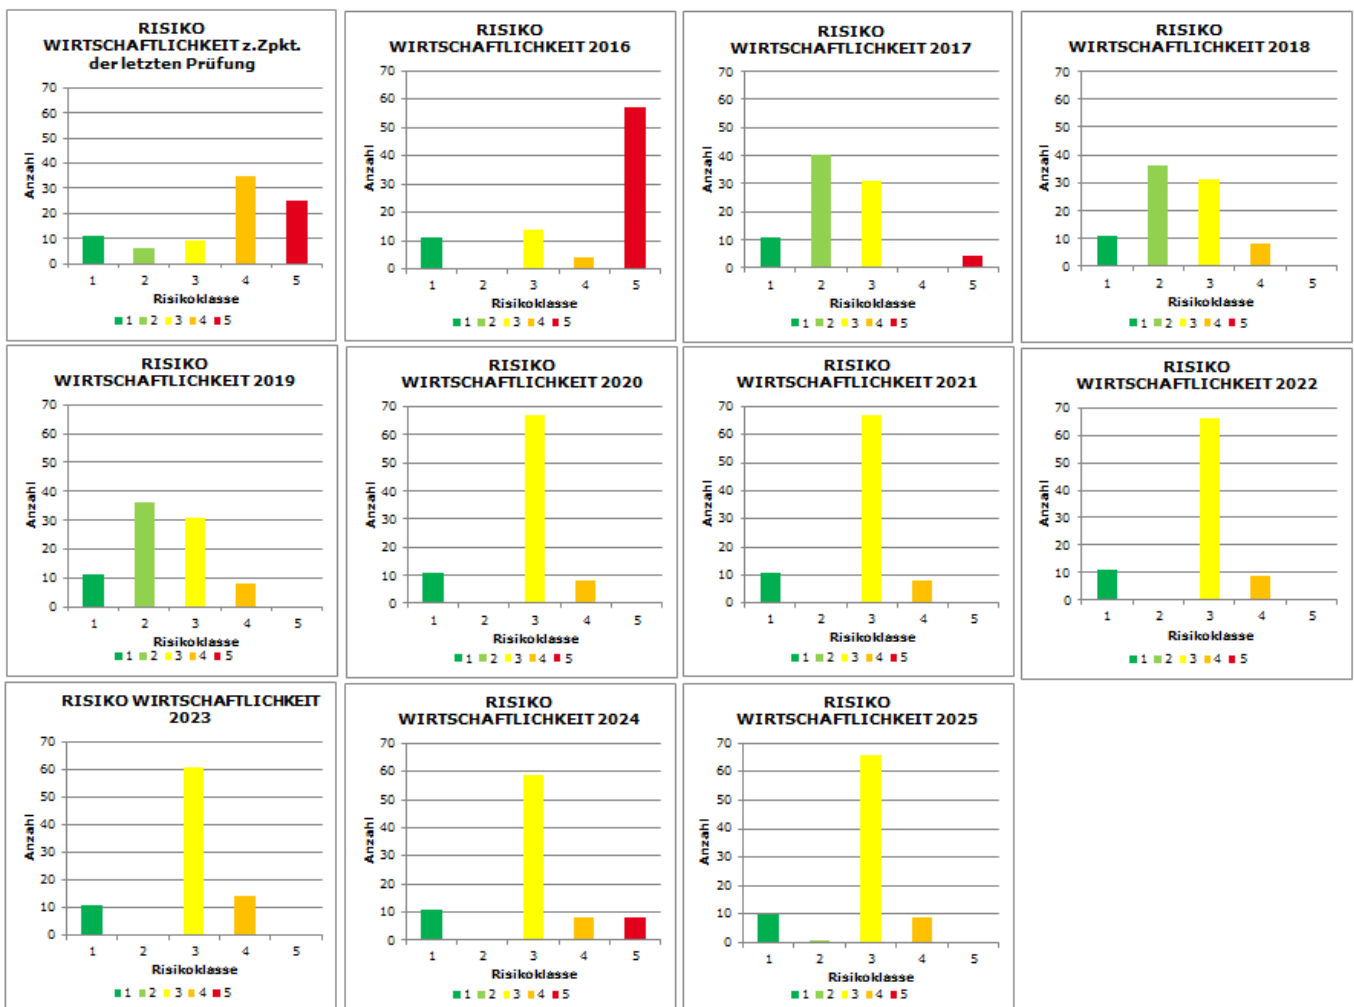 RISIKO
WIRTSCHAFTLICHKEIT z.Zpkt.
der letzten Prüfung
70
60
50
40
30
20
10
0
Anzahl
1 2 3 4 5
Risikoklasse
1 2 3 4 5
RISIKO
WIRTSCHAFTLICHKEIT 2016
70
60
50
40
30
20
10
0
Anzahl
1 2 3 4 5
Risikoklasse
1 2 3 4 5
RISIKO
WIRTSCHAFTLICHKEIT 2017
70
60
50
40
30
20
10
0
Anzahl
1 2 3 4 5
Risikoklasse
1 2 3 4 5
RISIKO
WIRTSCHAFTLICHKEIT 2018
70
60
50
40
30
20
10
0
Anzahl
1 2 3 4 5
Risikoklasse
1 2 3 4 5
RISIKO
WIRTSCHAFTLICHKEIT 2019
70
60
50
40
30
20
10
0
Anzahl
1 2 3 4 5
Risikoklasse
1 2 3 4 5
RISIKO
WIRTSCHAFTLICHKEIT 2020
70
60
50
40
30
20
10
0
Anzahl
1 2 3 4 5
Risikoklasse
1 2 3 4 5
RISIKO
WIRTSCHAFTLICHKEIT 2021
70
60
50
40
30
20
10
0
Anzahl
1 2 3 4 5
Risikoklasse
1 2 3 4 5
RISIKO
WIRTSCHAFTLICHKEIT 2022
70
60
50
40
30
20
10
0
Anzahl
1 2 3 4 5
Risikoklasse
1 2 3 4 5
RISIKO WIRTSCHAFTLICHKEIT
2023
70
60
50
40
30
20
10
0
Anzahl
1 2 3 4 5
Risikoklasse
1 2 3 4 5
RISIKO
WIRTSCHAFTLICHKEIT 2024
70
60
50
40
30
20
10
0
Anzahl
1 2 3 4 5
Risikoklasse
1 2 3 4 5
RISIKO
WIRTSCHAFTLICHKEIT 2025
70
60
50
40
30
20
10
0
Anzahl
1 2 3 4 5
Risikoklasse
1 2 3 4 5